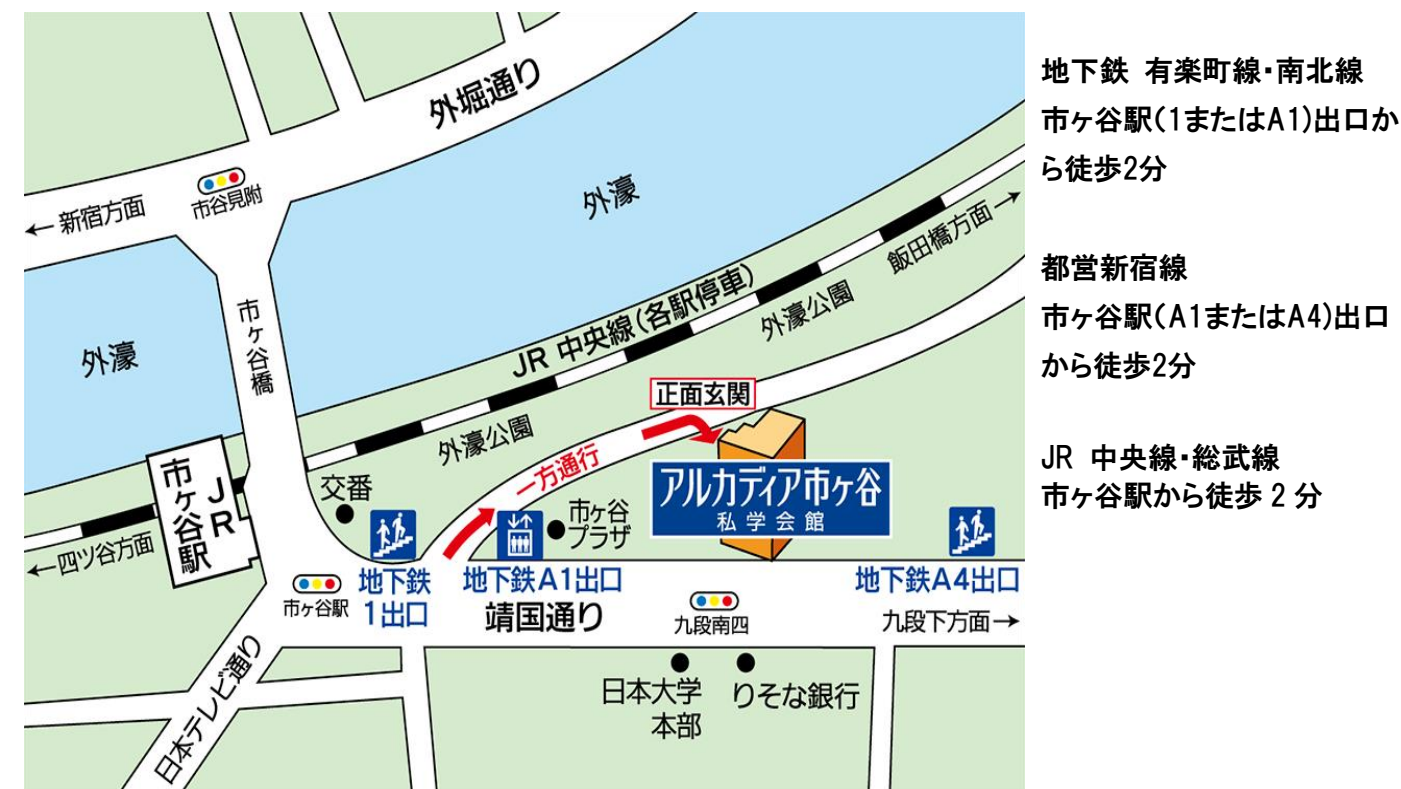 外堀通り
市谷見附
←新宿方面
外濠
飯田橋方面→
市ヶ谷橋
外濠
JR 中央線(各駅停車)
外濠公園
正面玄関
外濠公園
一方通行
アルカディア市ヶ谷
私学会館
JR
市ヶ谷駅
交番
市ヶ谷
プラザ
←四ツ谷方面
地下鉄
1出口
地下鉄A1出口
地下鉄A4出口
市ヶ谷駅
靖国通り
九段南四
九段下方面→
日本テレビ通り
日本大学
本部
りそな銀行
地下鉄 有楽町線・南北線
市ヶ谷駅(1またはA1)出口か
ら徒歩2分
都営新宿線
市ヶ谷駅(A1またはA4)出口
から徒歩2分
JR 中央線・総武線
市ヶ谷駅から徒歩 2 分